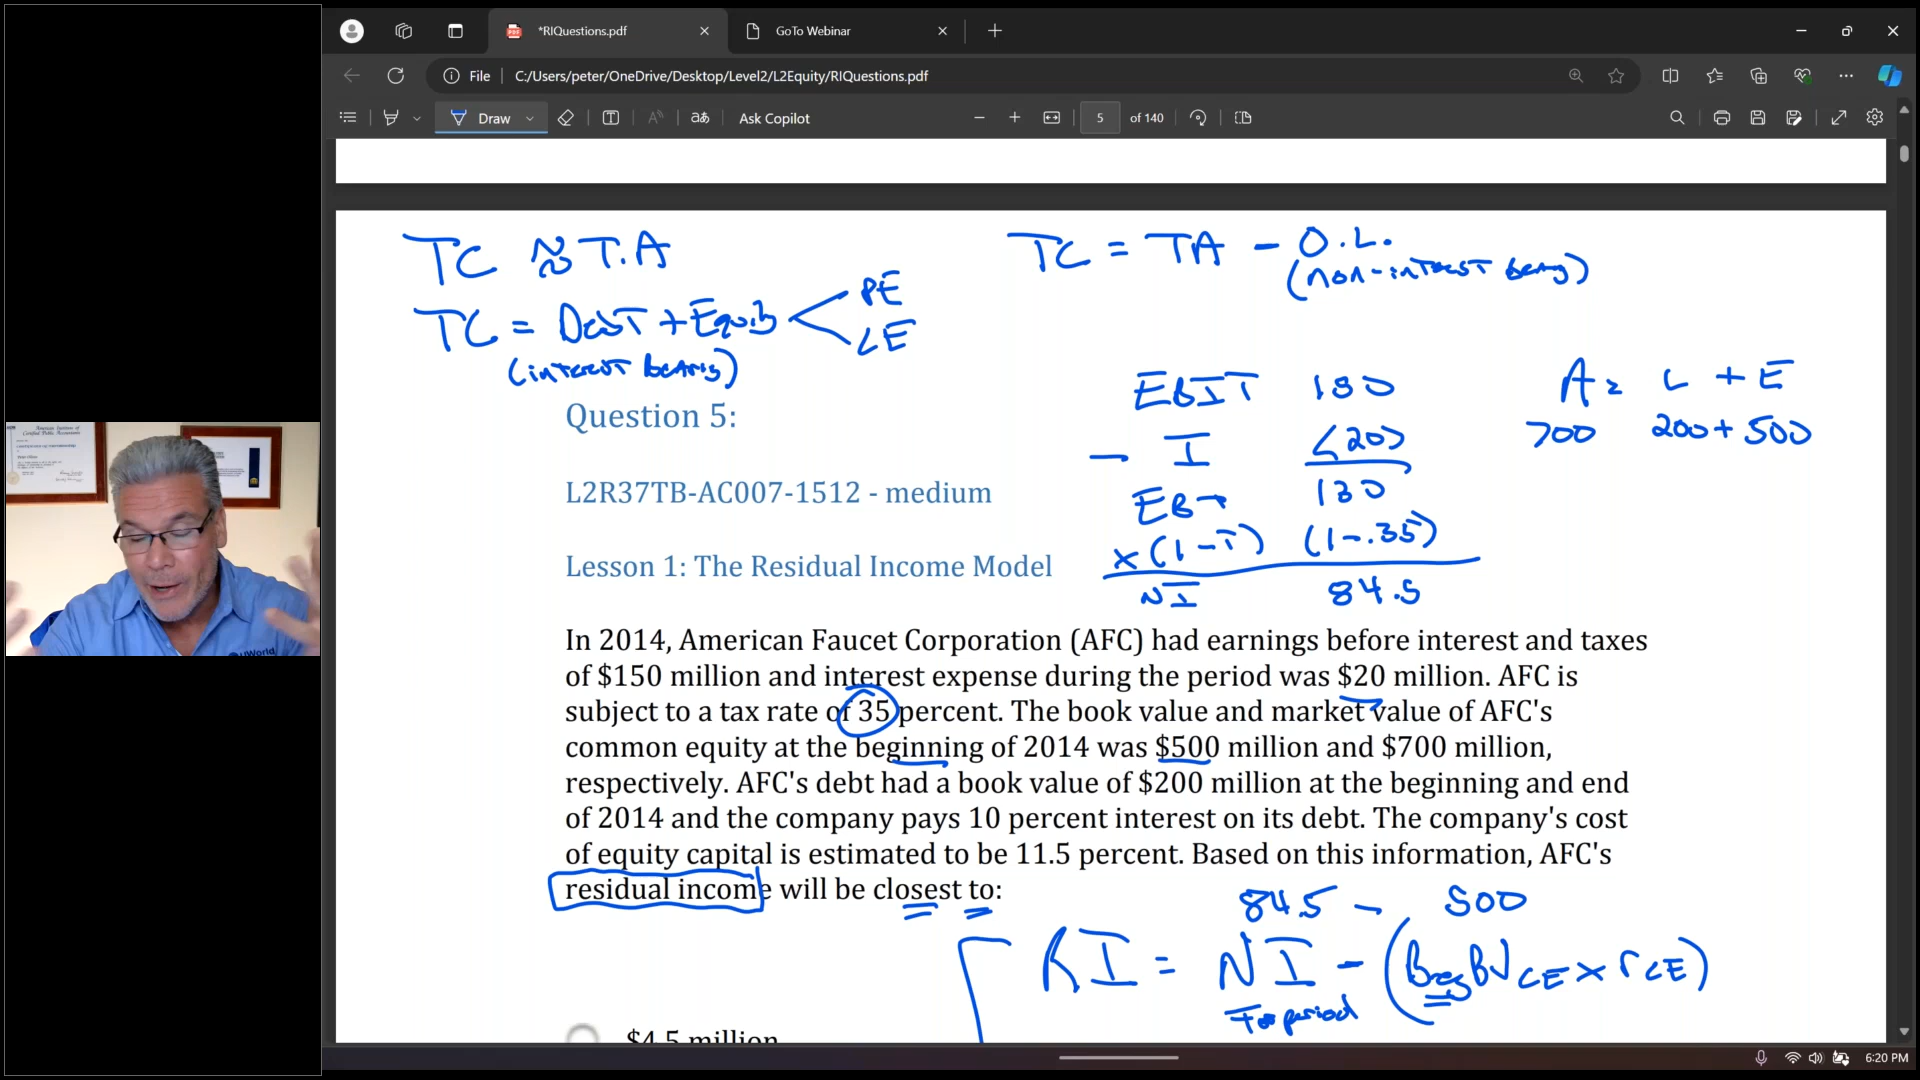 *RIQuestions.pdf
GoTo Webinar
File C:/Users/peter/OneDrive/Desktop/Level2/L2Equity/RIQuestions.pdf
Draw
aあ
Ask Copilot
5 of 140
TC ≈ T.A
TC = TA - O.L.
(non-interest bearing)
TC = Debt + Equity < PE
CE
(interest bearing)
EBIT 150
A = L + E
700 200 + 500
- I <20>
EBT 130
x (1-T) (1-.35)
NI 84.5
Question 5:
L2R37TB-AC007-1512 - medium
Lesson 1: The Residual Income Model
In 2014, American Faucet Corporation (AFC) had earnings before interest and taxes
of $150 million and interest expense during the period was $20 million. AFC is
subject to a tax rate of 35 percent. The book value and market value of AFC's
common equity at the beginning of 2014 was $500 million and $700 million,
respectively. AFC's debt had a book value of $200 million at the beginning and end
of 2014 and the company pays 10 percent interest on its debt. The company's cost
of equity capital is estimated to be 11.5 percent. Based on this information, AFC's
residual income will be closest to:
84.5 - 500
RI = NI - (Beg BV CE x r CE)
For period
$4.5 million
UWorld
6:20 PM